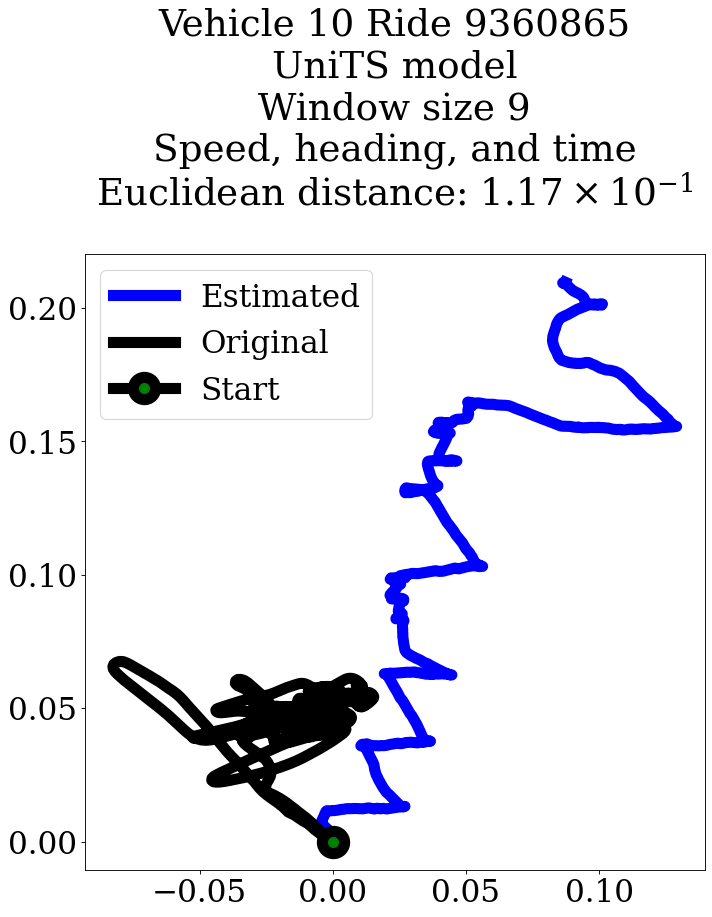 Vehicle 10 Ride 9360865
UniTS model
Window size 9
Speed, heading, and time
Euclidean distance: 1.17 × 10⁻¹
Estimated
Original
Start
0.20
0.15
0.10
0.05
0.00
−0.05 0.00 0.05 0.10